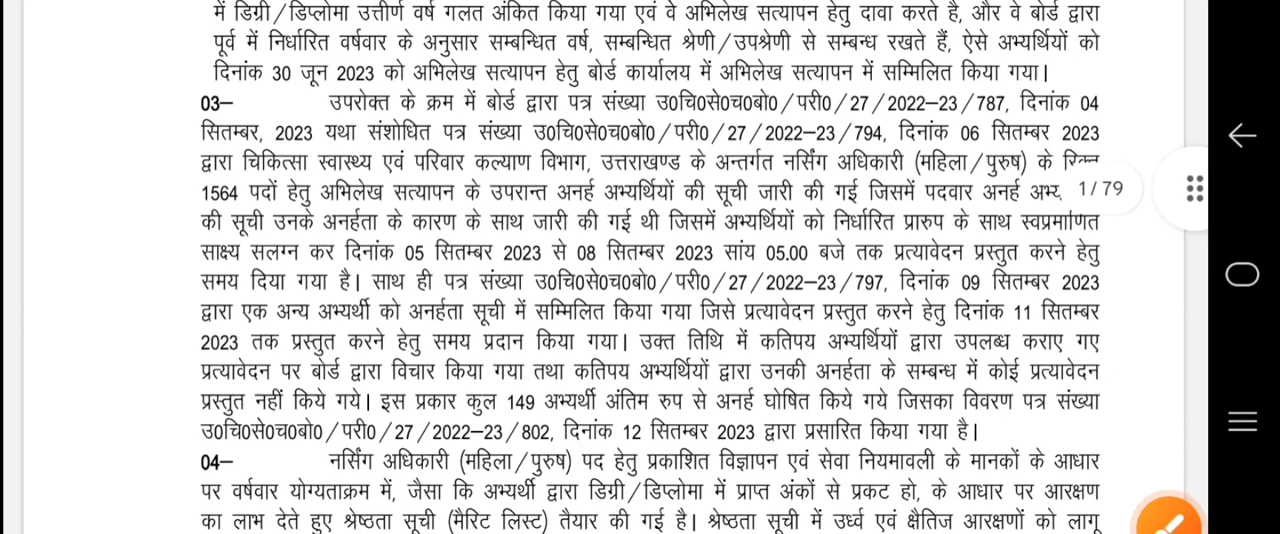 में डिग्री/डिप्लोमा उत्तीर्ण वर्ष गलत अंकित किया गया एवं वे अभिलेख सत्यापन हेतु दावा करते है, और वे बोर्ड द्वारा
पूर्व में निर्धारित वर्षवार के अनुसार सम्बन्धित वर्ष, सम्बन्धित श्रेणी/उपश्रेणी से सम्बन्ध रखते हैं, ऐसे अभ्यर्थियों को
दिनांक 30 जून 2023 को अभिलेख सत्यापन हेतु बोर्ड कार्यालय में अभिलेख सत्यापन में सम्मिलित किया गया।
03– उपरोक्त के क्रम में बोर्ड द्वारा पत्र संख्या उ0चि0से0च0बो0/परी0/27/2022–23/787, दिनांक 04
सितम्बर, 2023 यथा संशोधित पत्र संख्या उ0चि0से0च0बो0/परी0/27/2022–23/794, दिनांक 06 सितम्बर 2023
द्वारा चिकित्सा स्वास्थ्य एवं परिवार कल्याण विभाग, उत्तराखण्ड के अन्तर्गत नर्सिंग अधिकारी (महिला/पुरुष) के
1564 पदों हेतु अभिलेख सत्यापन के उपरान्त अनर्ह अभ्यर्थियों की सूची जारी की गई जिसमें पदवार अनर्ह 1/79
की सूची उनके अनर्हता के कारण के साथ जारी की गई थी जिसमें अभ्यर्थियों को निर्धारित प्रारुप के साथ स्वप्रमाणित
साक्ष्य सलग्न कर दिनांक 05 सितम्बर 2023 से 08 सितम्बर 2023 सांय 05.00 बजे तक प्रत्यावेदन प्रस्तुत करने हेतु
समय दिया गया है। साथ ही पत्र संख्या उ0चि0से0च0बो0/परी0/27/2022–23/797, दिनांक 09 सितम्बर 2023
द्वारा एक अन्य अभ्यर्थी को अनर्हता सूची में सम्मिलित किया गया जिसे प्रत्यावेदन प्रस्तुत करने हेतु दिनांक 11 सितम्बर
2023 तक प्रस्तुत करने हेतु समय प्रदान किया गया। उक्त तिथि में कतिपय अभ्यर्थियों द्वारा उपलब्ध कराए गए
प्रत्यावेदन पर बोर्ड द्वारा विचार किया गया तथा कतिपय अभ्यर्थियों द्वारा उनकी अनर्हता के सम्बन्ध में कोई प्रत्यावेदन
प्रस्तुत नहीं किये गये। इस प्रकार कुल 149 अभ्यर्थी अंतिम रुप से अनर्ह घोषित किये गये जिसका विवरण पत्र संख्या
उ0चि0से0च0बो0/परी0/27/2022–23/802, दिनांक 12 सितम्बर 2023 द्वारा प्रसारित किया गया है।
04– नर्सिंग अधिकारी (महिला/पुरुष) पद हेतु प्रकाशित विज्ञापन एवं सेवा नियमावली के मानकों के आधार
पर वर्षवार योग्यताक्रम में, जैसा कि अभ्यर्थी द्वारा डिग्री/डिप्लोमा में प्राप्त अंकों से प्रकट हो, के आधार पर आरक्षण
का लाभ देते हुए श्रेष्ठता सूची (मैरिट लिस्ट) तैयार की गई है। श्रेष्ठता सूची में उर्ध्व एवं क्षैतिज आरक्षणों को लागू